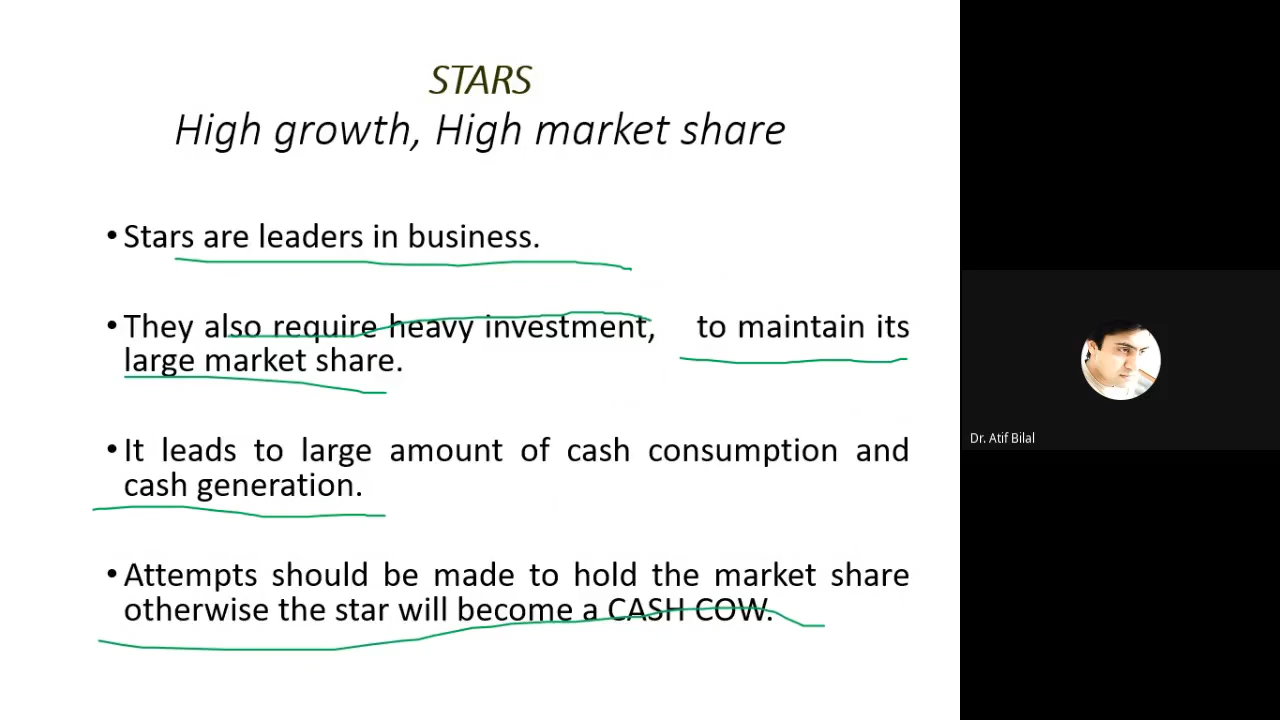 STARS
High growth, High market share
• Stars are leaders in business.
• They also require heavy investment, to maintain its
large market share.
• It leads to large amount of cash consumption and
cash generation.
• Attempts should be made to hold the market share
otherwise the star will become a CASH COW.
Dr. Atif Bilal